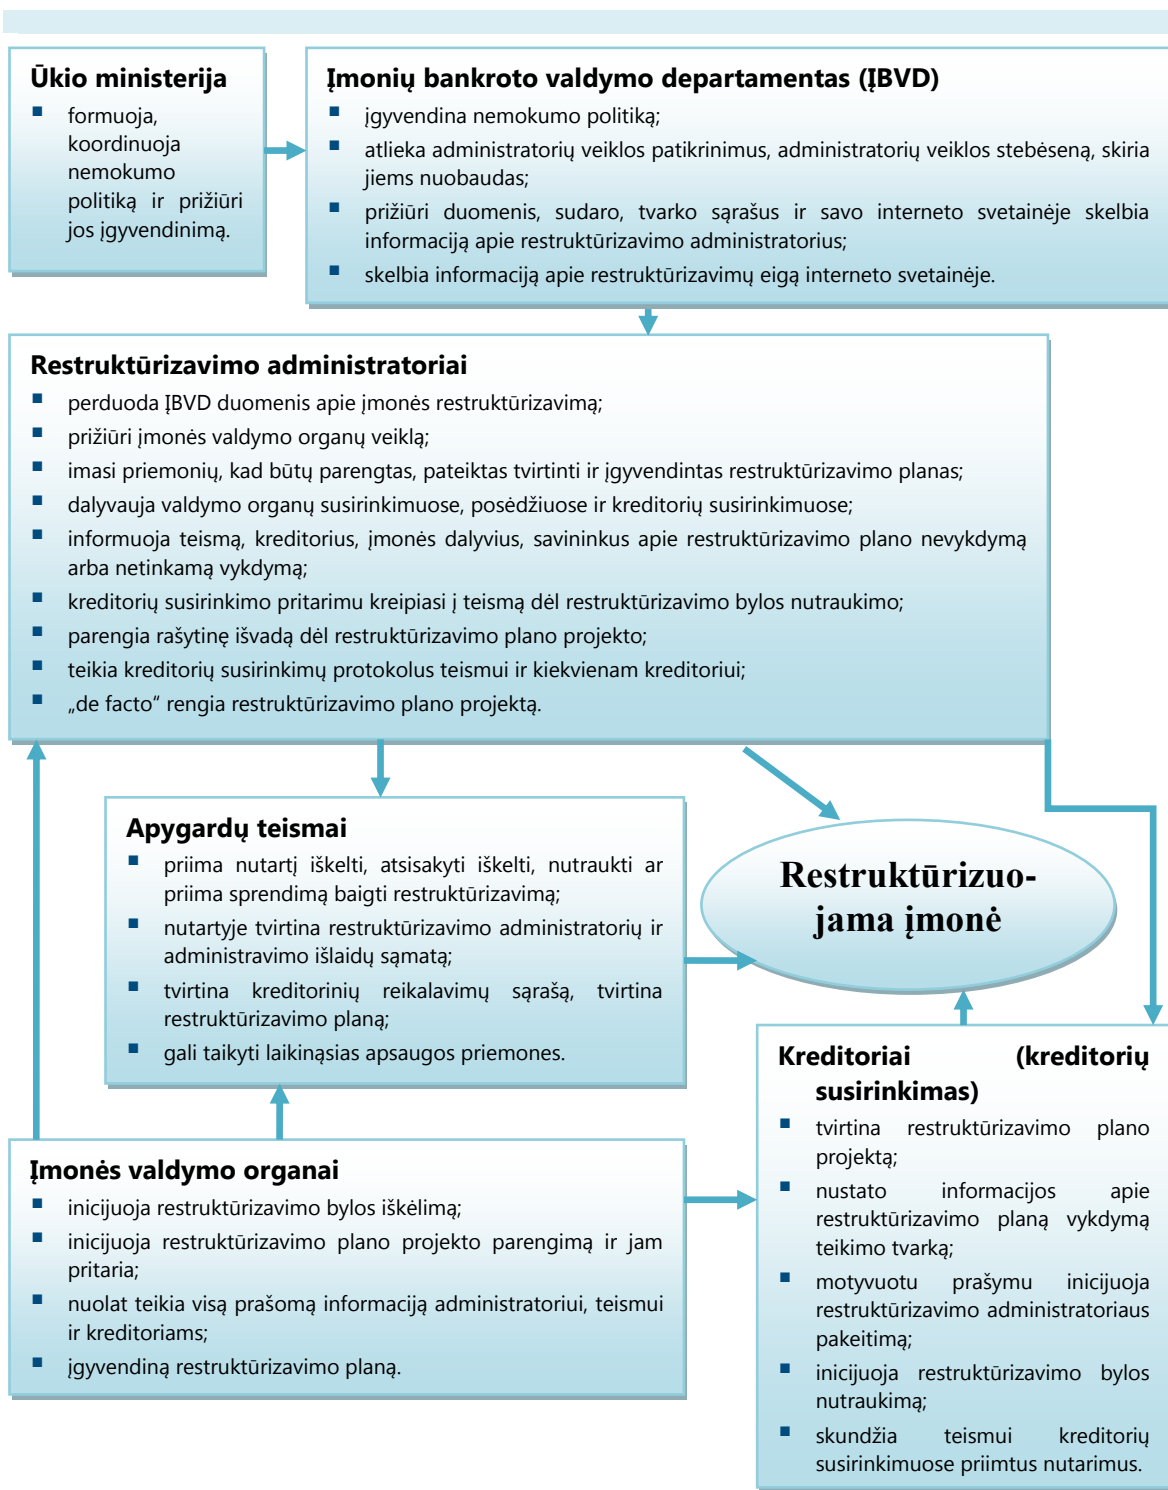 Ūkio ministerija
▪ formuoja,
koordinuoja
nemokumo
politiką ir prižiūri
jos įgyvendinimą.
Įmonių bankroto valdymo departamentas (ĮBVD)
▪ įgyvendina nemokumo politiką;
▪ atlieka administratorių veiklos patikrinimus, administratorių veiklos stebėseną, skiria
jiems nuobaudas;
▪ prižiūri duomenis, sudaro, tvarko sąrašus ir savo interneto svetainėje skelbia
informaciją apie restruktūrizavimo administratorius;
▪ skelbia informaciją apie restruktūrizavimų eigą interneto svetainėje.
Restruktūrizavimo administratoriai
▪ perduoda ĮBVD duomenis apie įmonės restruktūrizavimą;
▪ prižiūri įmonės valdymo organų veiklą;
▪ imasi priemonių, kad būtų parengtas, pateiktas tvirtinti ir įgyvendintas restruktūrizavimo planas;
▪ dalyvauja valdymo organų susirinkimuose, posėdžiuose ir kreditorių susirinkimuose;
▪ informuoja teismą, kreditorius, įmonės dalyvius, savininkus apie restruktūrizavimo plano nevykdymą
arba netinkamą vykdymą;
▪ kreditorių susirinkimo pritarimu kreipiasi į teismą dėl restruktūrizavimo bylos nutraukimo;
▪ parengia rašytinę išvadą dėl restruktūrizavimo plano projekto;
▪ teikia kreditorių susirinkimų protokolus teismui ir kiekvienam kreditoriui;
▪ „de facto“ rengia restruktūrizavimo plano projektą.
Apygardų teismai
▪ priima nutartį iškelti, atsisakyti iškelti, nutraukti ar
priima sprendimą baigti restruktūrizavimą;
▪ nutartyje tvirtina restruktūrizavimo administratorių ir
administravimo išlaidų sąmatą;
▪ tvirtina kreditorinių reikalavimų sąrašą, tvirtina
restruktūrizavimo planą;
▪ gali taikyti laikinąsias apsaugos priemones.
Restruktūrizuo-
jama įmonė
Įmonės valdymo organai
▪ inicijuoja restruktūrizavimo bylos iškėlimą;
▪ inicijuoja restruktūrizavimo plano projekto parengimą ir jam
pritaria;
▪ nuolat teikia visą prašomą informaciją administratoriui, teismui
ir kreditoriams;
▪ įgyvendiną restruktūrizavimo planą.
Kreditoriai (kreditorių
susirinkimas)
▪ tvirtina restruktūrizavimo plano
projektą;
▪ nustato informacijos apie
restruktūrizavimo planą vykdymą
teikimo tvarką;
▪ motyvuotu prašymu inicijuoja
restruktūrizavimo administratoriaus
pakeitimą;
▪ inicijuoja restruktūrizavimo bylos
nutraukimą;
▪ skundžia teismui kreditorių
susirinkimuose priimtus nutarimus.